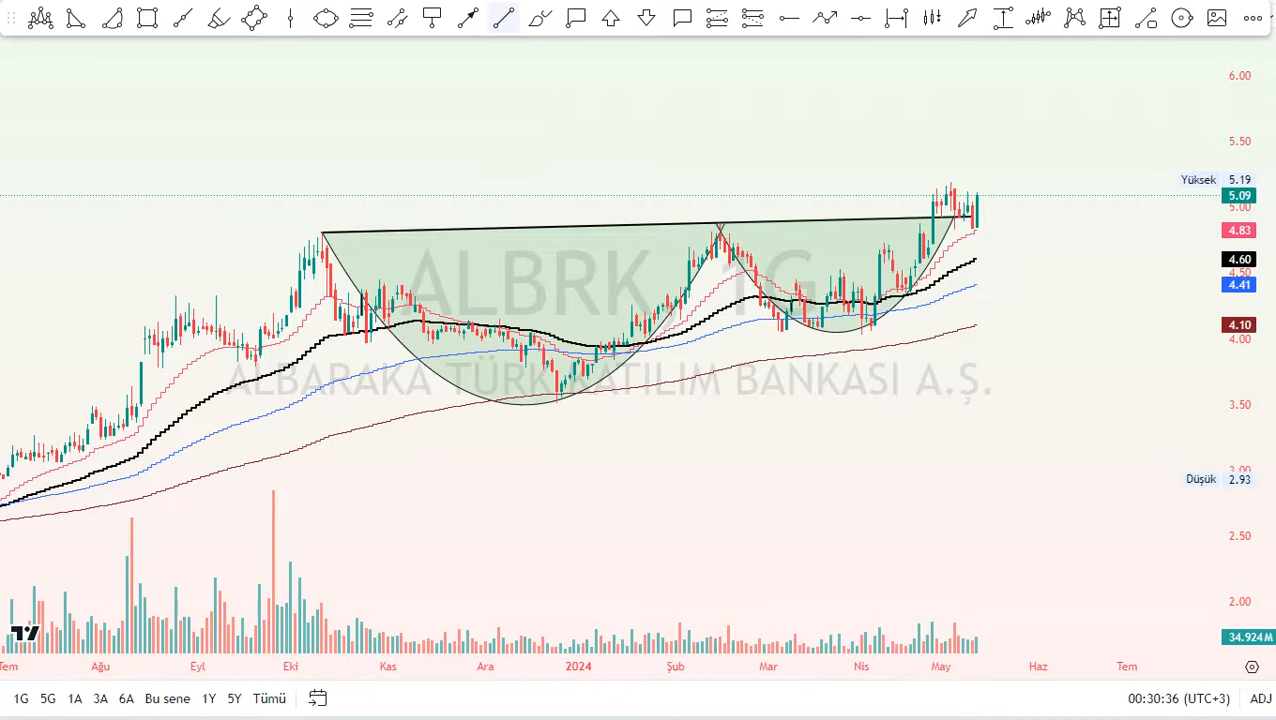 6.00
5.50
Yüksek 5.19
5.09
5.00
4.83
ALBRK 1G
4.60
4.50
4.41
4.10
4.00
ALBARAKA TÜRK KATILIM BANKASI A.Ş.
3.50
3.00
Düşük 2.93
2.50
2.00
34.924M
Tem Ağu Eyl Eki Kas Ara 2024 Şub Mar Nis May Haz Tem
1G 5G 1A 3A 6A Bu sene 1Y 5Y Tümü 00:30:36 (UTC+3) ADJ